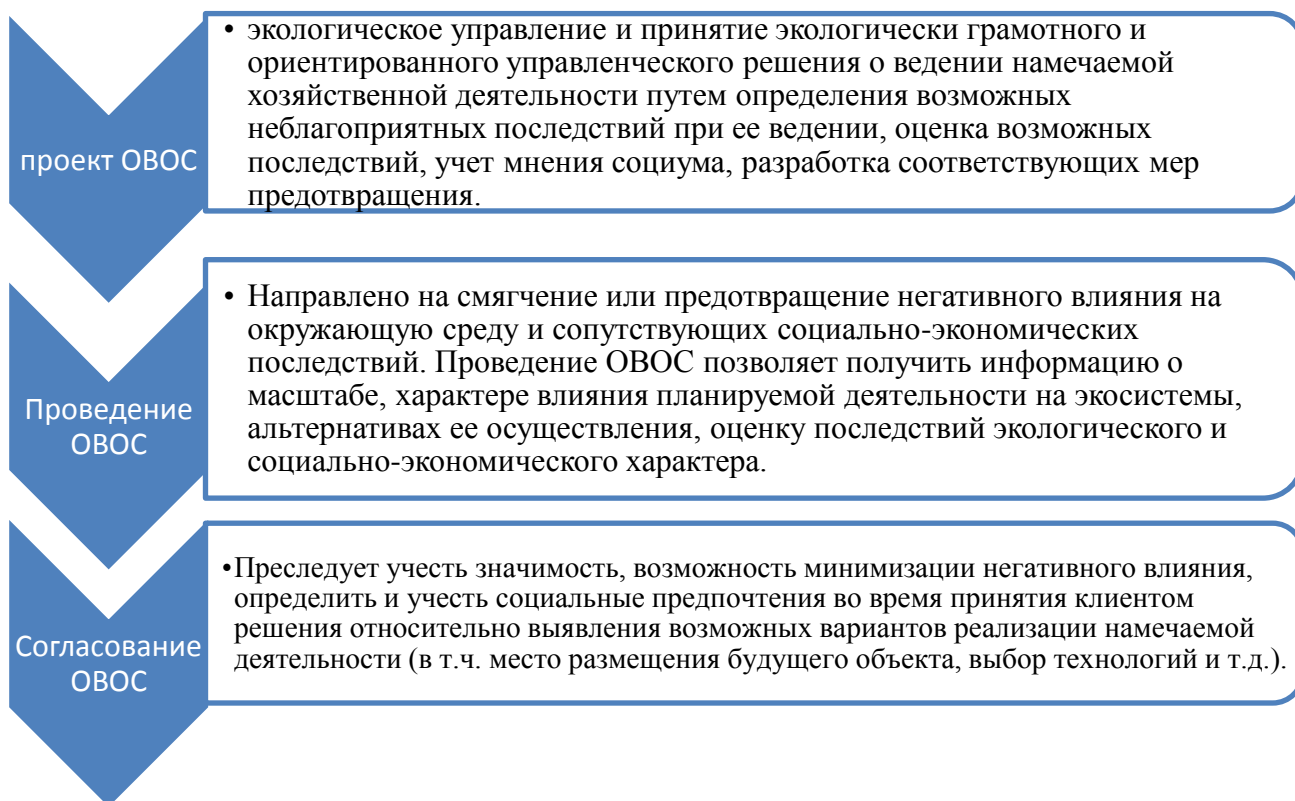 проект ОВОС
• экологическое управление и принятие экологически грамотного и
ориентированного управленческого решения о ведении намечаемой
хозяйственной деятельности путем определения возможных
неблагоприятных последствий при ее ведении, оценка возможных
последствий, учет мнения социума, разработка соответствующих мер
предотвращения.
Проведение
ОВОС
• Направлено на смягчение или предотвращение негативного влияния на
окружающую среду и сопутствующих социально-экономических
последствий. Проведение ОВОС позволяет получить информацию о
масштабе, характере влияния планируемой деятельности на экосистемы,
альтернативах ее осуществления, оценку последствий экологического и
социально-экономического характера.
Согласование
ОВОС
•Преследует учесть значимость, возможность минимизации негативного влияния,
определить и учесть социальные предпочтения во время принятия клиентом
решения относительно выявления возможных вариантов реализации намечаемой
деятельности (в т.ч. место размещения будущего объекта, выбор технологий и т.д.).